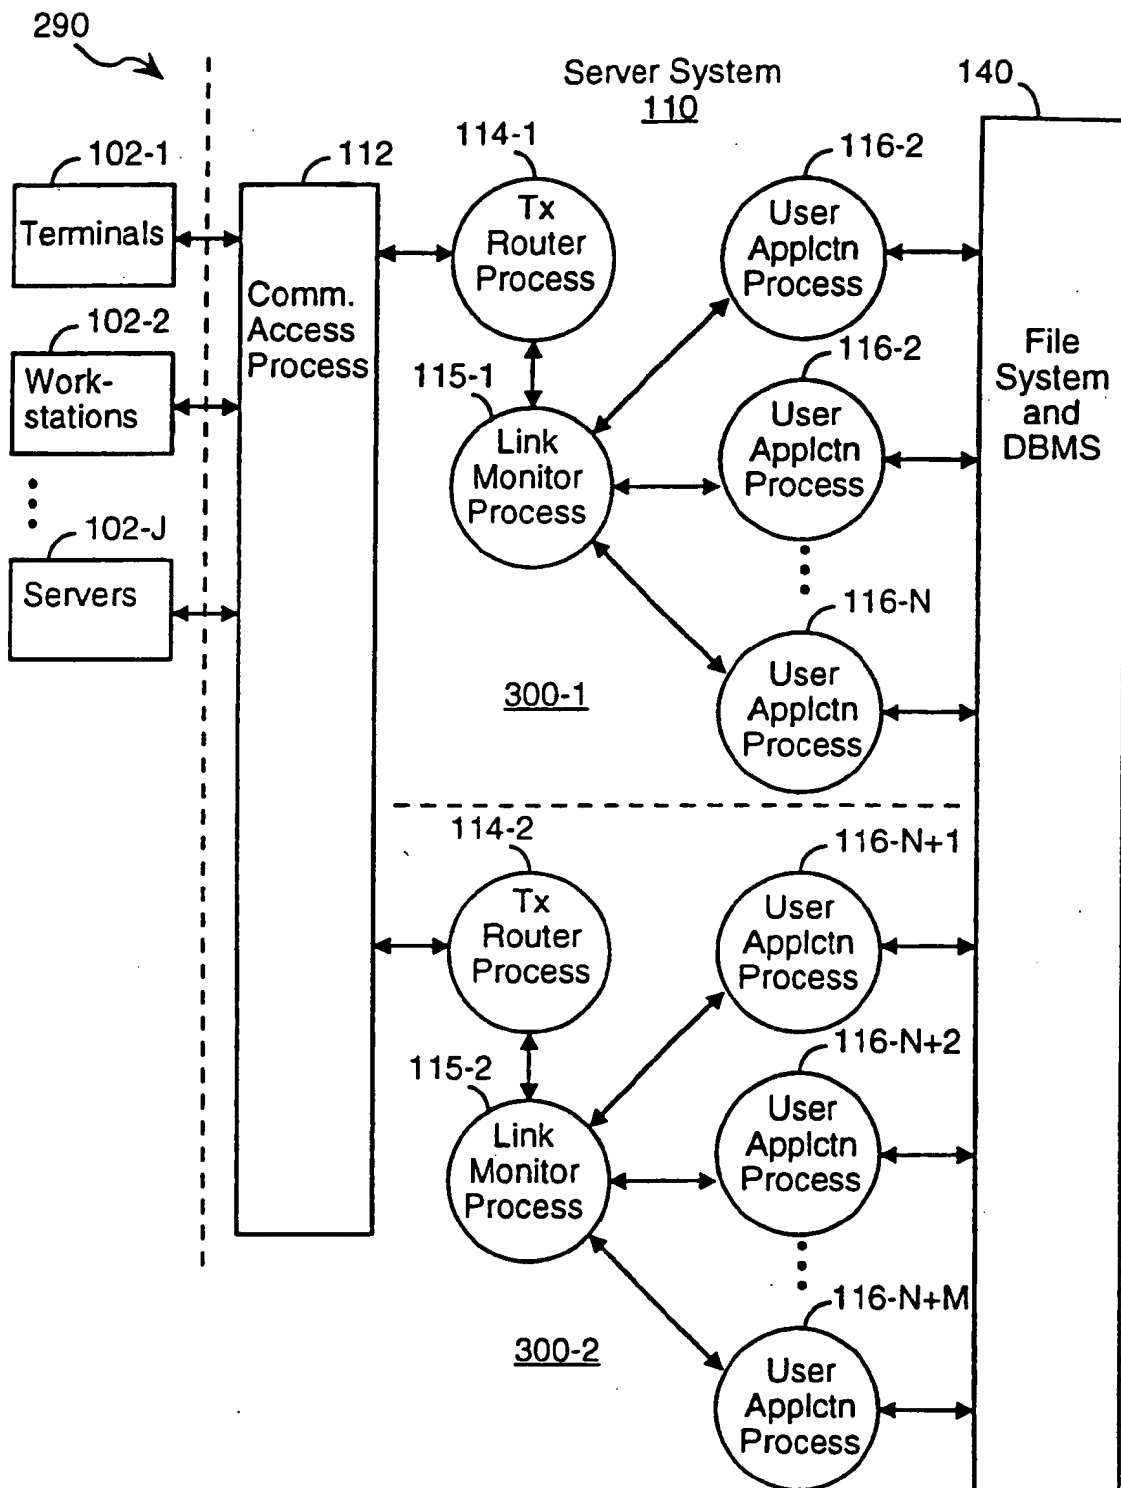 290
Server System
110
140
102-1
112
114-1
116-2
Terminals
Tx
Router
Process
User
Applctn
Process
Comm.
Access
Process
102-2
Work-
stations
115-1
116-2
Link
Monitor
Process
User
Applctn
Process
File
System
and
DBMS
102-J
Servers
116-N
User
Applctn
Process
300-1
114-2
116-N+1
Tx
Router
Process
User
Applctn
Process
115-2
116-N+2
Link
Monitor
Process
User
Applctn
Process
116-N+M
300-2
User
Applctn
Process